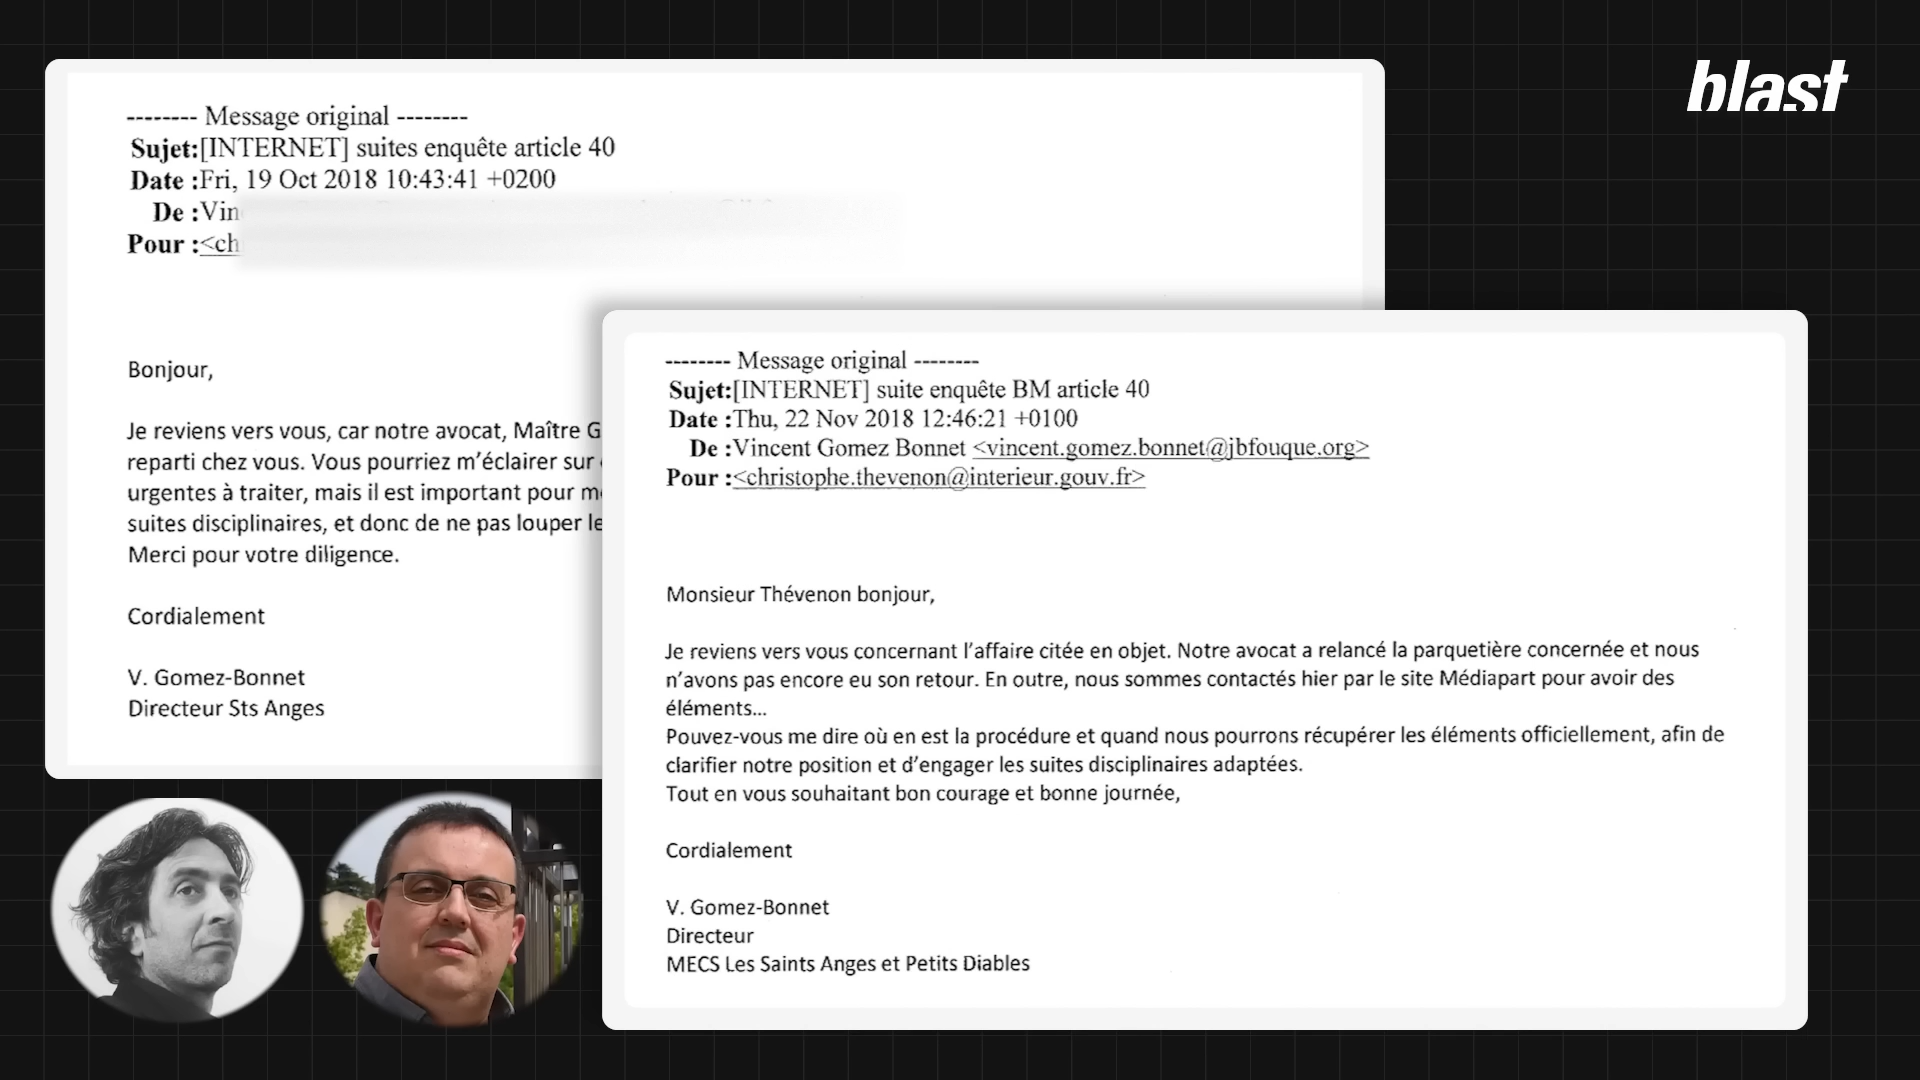 blast
-------- Message original --------
Sujet:[INTERNET] suites enquête article 40
Date :Fri, 19 Oct 2018 10:43:41 +0200
De :Vin
Pour :<ch
Bonjour,
Je reviens vers vous, car notre avocat, Maître G
reparti chez vous. Vous pourriez m’éclairer sur
urgentes à traiter, mais il est important pour m
suites disciplinaires, et donc de ne pas louper le
Merci pour votre diligence.
Cordialement
V. Gomez-Bonnet
Directeur Sts Anges
-------- Message original --------
Sujet:[INTERNET] suite enquête BM article 40
Date :Thu, 22 Nov 2018 12:46:21 +0100
De :Vincent Gomez Bonnet <vincent.gomez.bonnet@jbfouque.org>
Pour :<christophe.thevenon@interieur.gouv.fr>
Monsieur Thévenon bonjour,
Je reviens vers vous concernant l’affaire citée en objet. Notre avocat a relancé la parquetière concernée et nous
n’avons pas encore eu son retour. En outre, nous sommes contactés hier par le site Médiapart pour avoir des
éléments...
Pouvez-vous me dire où en est la procédure et quand nous pourrons récupérer les éléments officiellement, afin de
clarifier notre position et d’engager les suites disciplinaires adaptées.
Tout en vous souhaitant bon courage et bonne journée,
Cordialement
V. Gomez-Bonnet
Directeur
MECS Les Saints Anges et Petits Diables